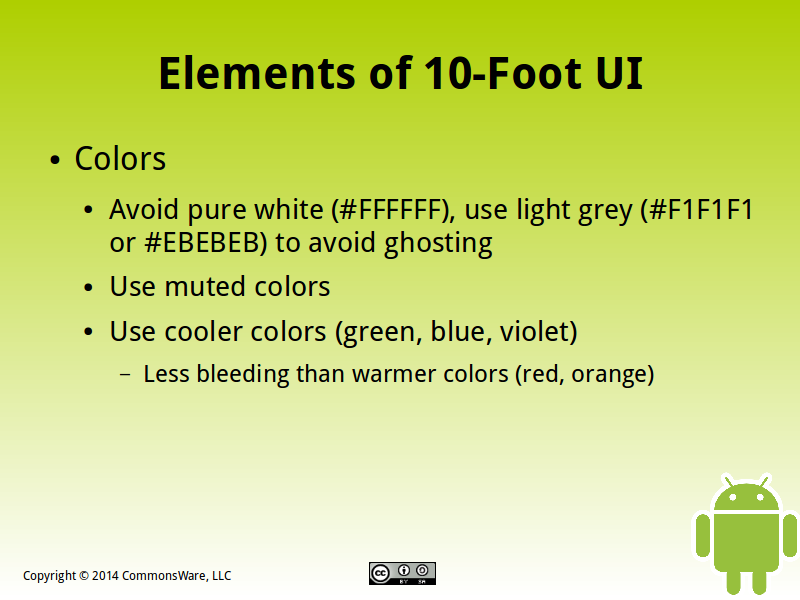 Elements of 10-Foot UI
● Colors
● Avoid pure white (#FFFFFF), use light grey (#F1F1F1
or #EBEBEB) to avoid ghosting
● Use muted colors
● Use cooler colors (green, blue, violet)
– Less bleeding than warmer colors (red, orange)
Copyright © 2014 CommonsWare, LLC
cc BY SA